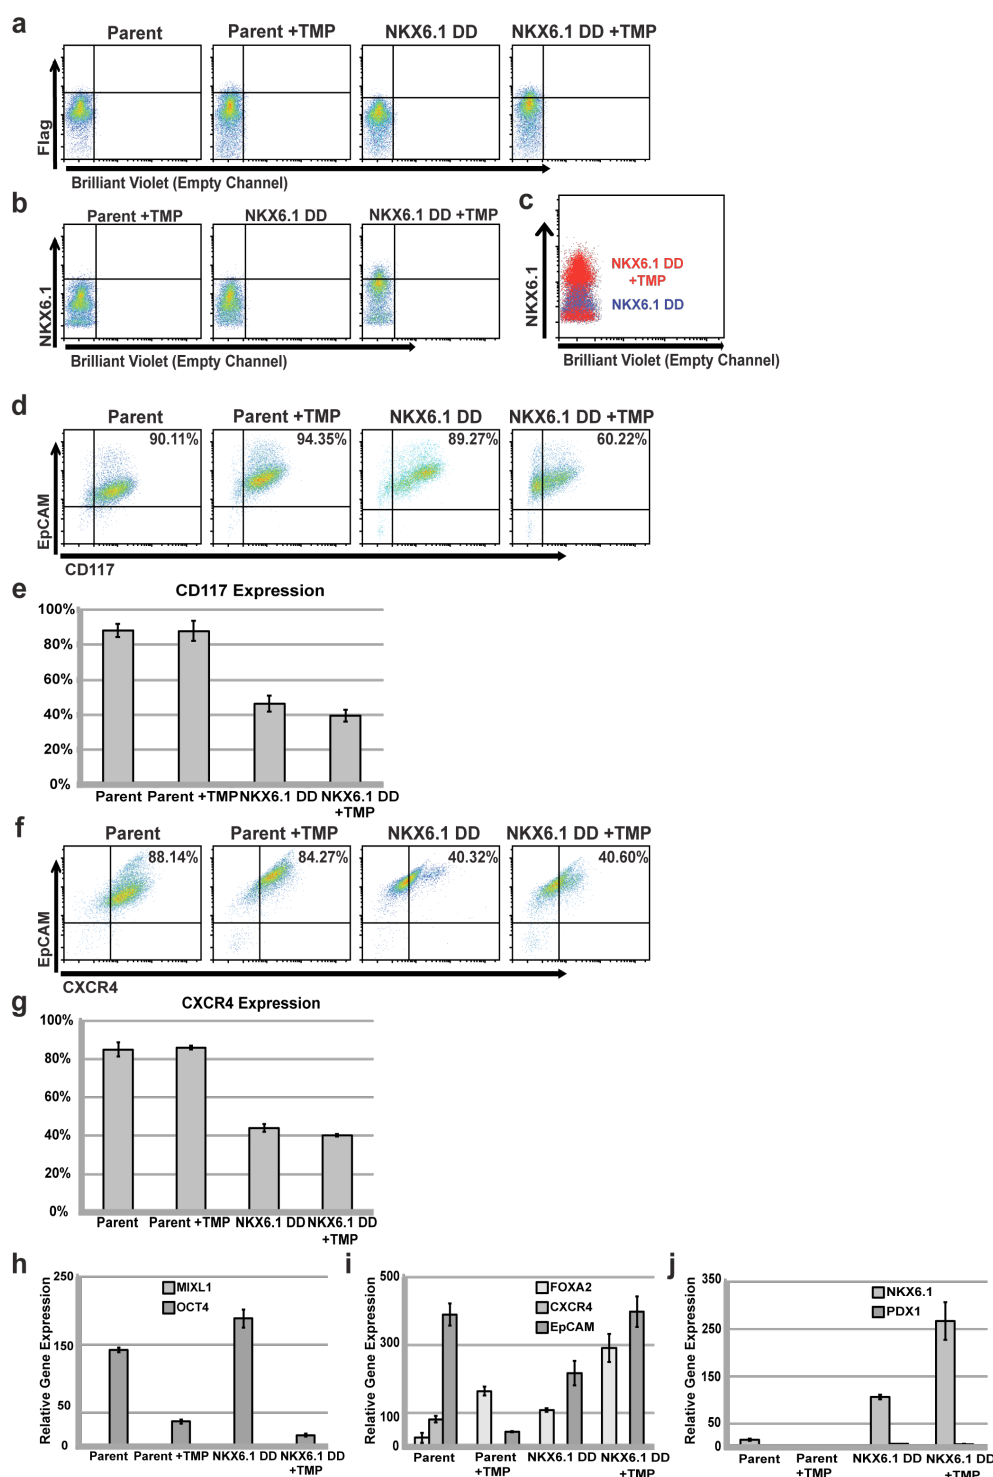 a
Parent
Parent +TMP
NKX6.1 DD
NKX6.1 DD +TMP
Flag
Brilliant Violet (Empty Channel)
b
Parent +TMP
NKX6.1 DD
NKX6.1 DD +TMP
NKX6.1
Brilliant Violet (Empty Channel)
c
NKX6.1
NKX6.1 DD
+TMP
NKX6.1 DD
Brilliant Violet (Empty Channel)
d
Parent
Parent +TMP
NKX6.1 DD
NKX6.1 DD +TMP
90.11%
94.35%
89.27%
60.22%
EpCAM
CD117
e
CD117 Expression
100%
80%
60%
40%
20%
0%
Parent
Parent +TMP
NKX6.1 DD
NKX6.1 DD
+TMP
f
Parent
Parent +TMP
NKX6.1 DD
NKX6.1 DD +TMP
88.14%
84.27%
40.32%
40.60%
EpCAM
CXCR4
g
CXCR4 Expression
100%
80%
60%
40%
20%
0%
Parent
Parent +TMP
NKX6.1 DD
NKX6.1 DD
+TMP
h
Relative Gene Expression
250
150
50
0
MIXL1
OCT4
Parent
Parent +TMP
NKX6.1 DD
NKX6.1 DD
+TMP
i
Relative Gene Expression
500
300
100
0
FOXA2
CXCR4
EpCAM
Parent
Parent
+TMP
NKX6.1 DD
NKX6.1 DD
+TMP
j
Relative Gene Expression
350
250
150
50
0
NKX6.1
PDX1
Parent
Parent
+TMP
NKX6.1 DD
NKX6.1 DD
+TMP